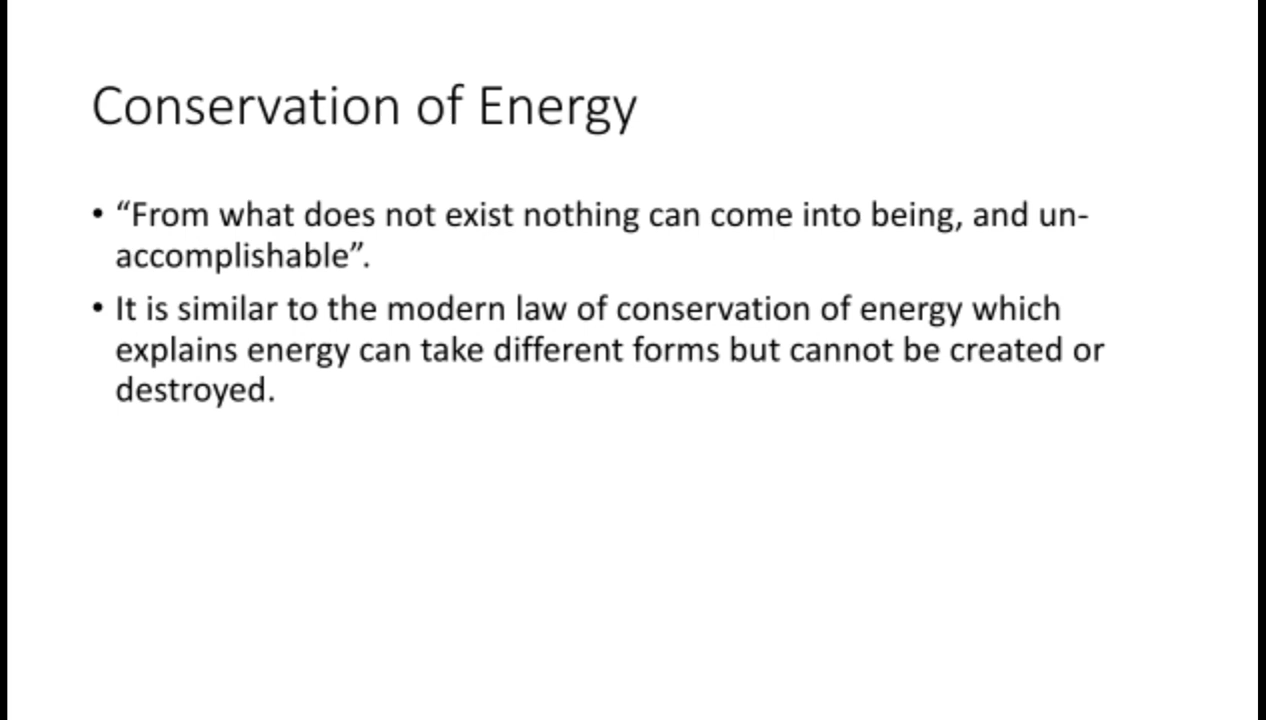 Conservation of Energy
• “From what does not exist nothing can come into being, and un-
accomplishable”.
• It is similar to the modern law of conservation of energy which
explains energy can take different forms but cannot be created or
destroyed.